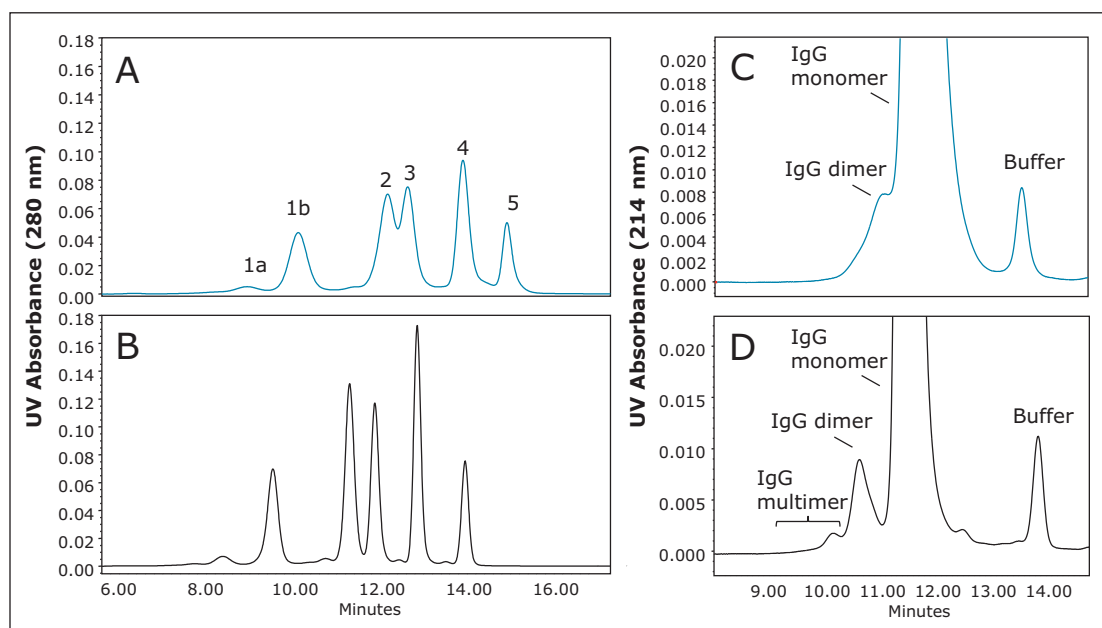 UV Absorbance (280 nm)
0.18
0.16
0.14
0.12
0.10
0.08
0.06
0.04
0.02
0.00
A
1a
1b
2
3
4
5
0.18
0.16
0.14
0.12
0.10
0.08
0.06
0.04
0.02
0.00
B
6.00 8.00 10.00 12.00 14.00 16.00
Minutes
UV Absorbance (214 nm)
0.020
0.018
0.016
0.014
0.012
0.010
0.008
0.006
0.004
0.002
0.000
C
IgG
monomer
IgG dimer
Buffer
0.020
0.015
0.010
0.005
0.000
D
IgG
monomer
IgG dimer
IgG
multimer
Buffer
9.00 10.00 11.00 12.00 13.00 14.00
Minutes